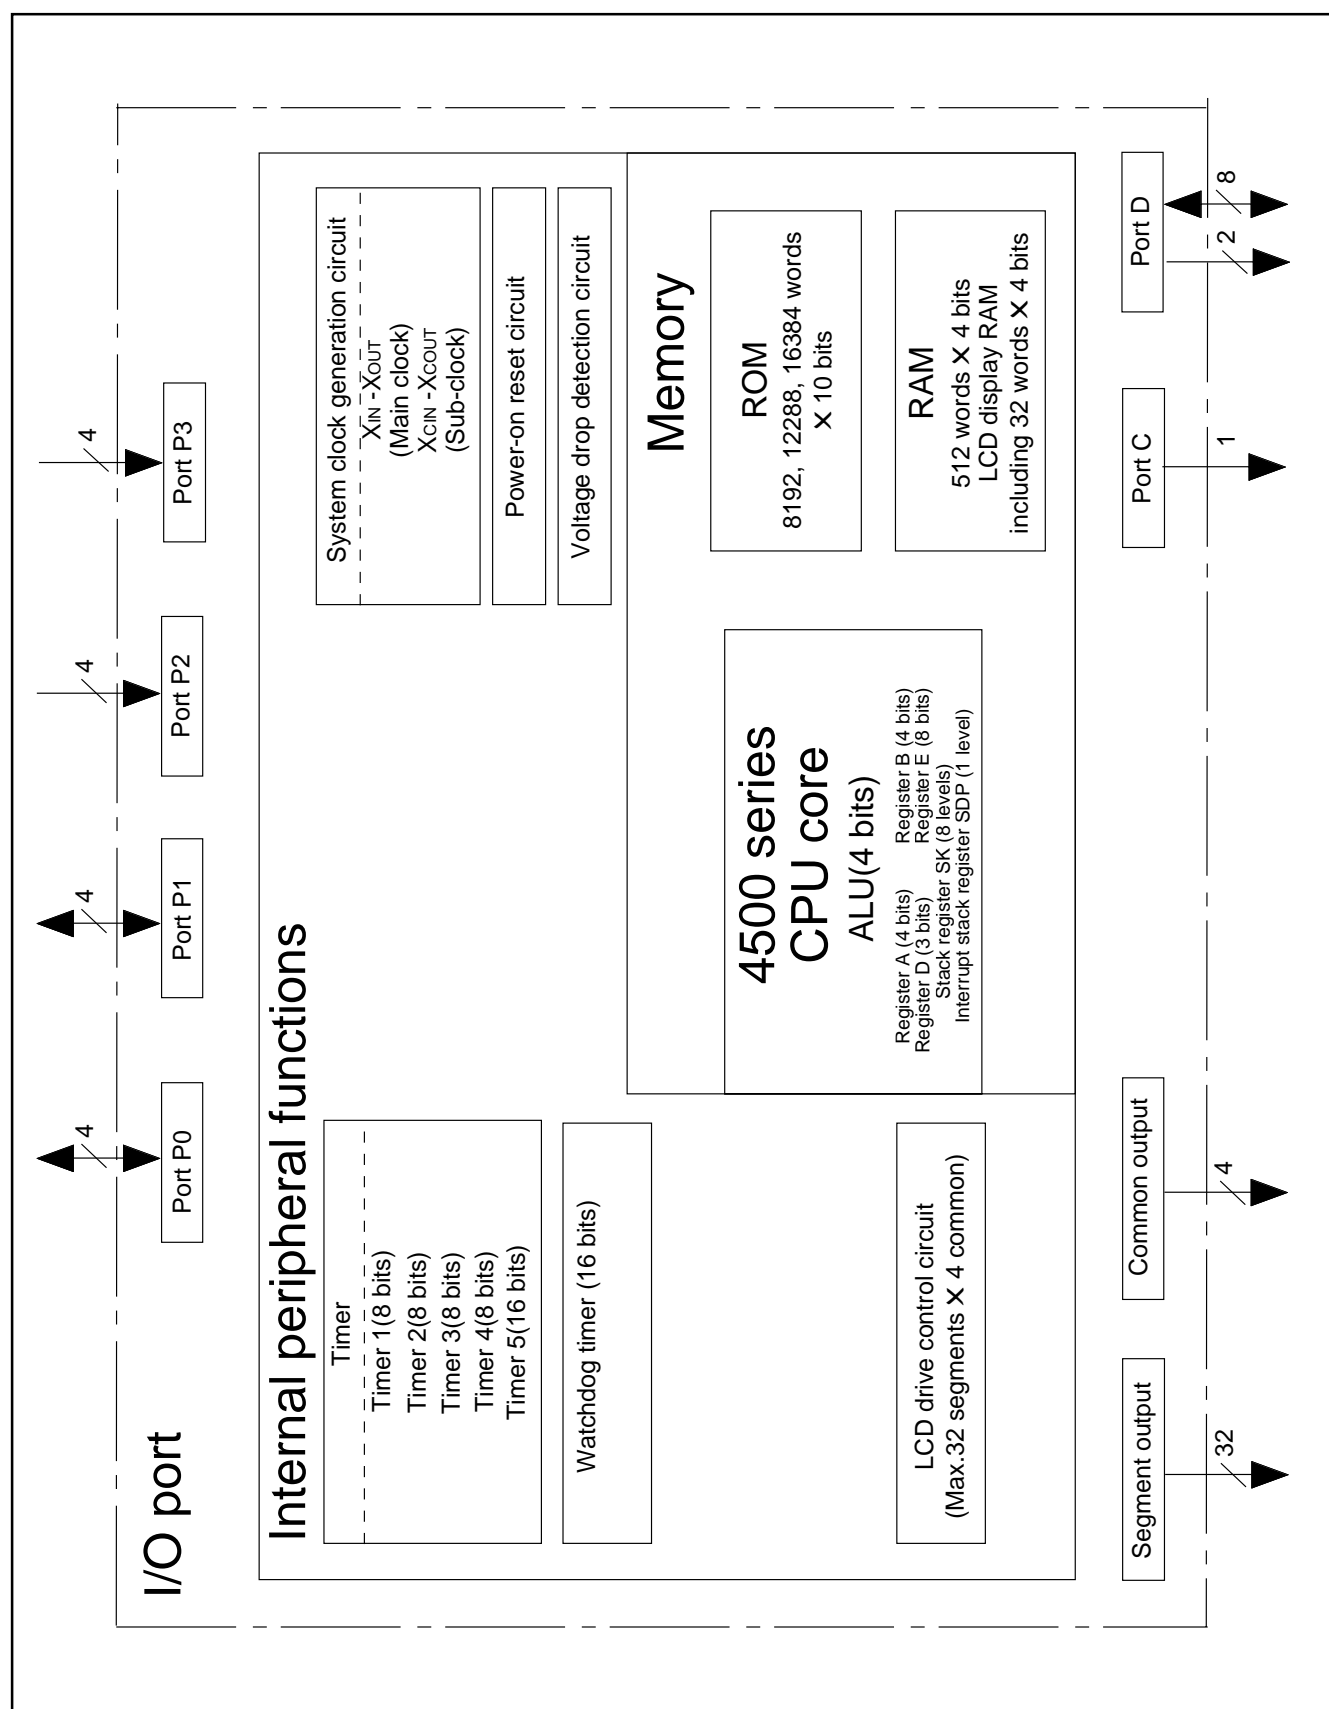 I/O port
4
Port P0
4
Port P1
4
Port P2
4
Port P3
Internal peripheral functions
Timer
Timer 1(8 bits)
Timer 2(8 bits)
Timer 3(8 bits)
Timer 4(8 bits)
Timer 5(16 bits)
Watchdog timer (16 bits)
LCD drive control circuit
(Max.32 segments X 4 common)
System clock generation circuit
XIN -XOUT
(Main clock)
XCIN -XCOUT
(Sub-clock)
Power-on reset circuit
Voltage drop detection circuit
4500 series
CPU core
ALU(4 bits)
Register A (4 bits) Register B (4 bits)
Register D (3 bits) Register E (8 bits)
Stack register SK (8 levels)
Interrupt stack register SDP (1 level)
Memory
ROM
8192, 12288, 16384 words
X 10 bits
RAM
512 words X 4 bits
LCD display RAM
including 32 words X 4 bits
Segment output
32
Common output
4
Port C
1
Port D
2
8